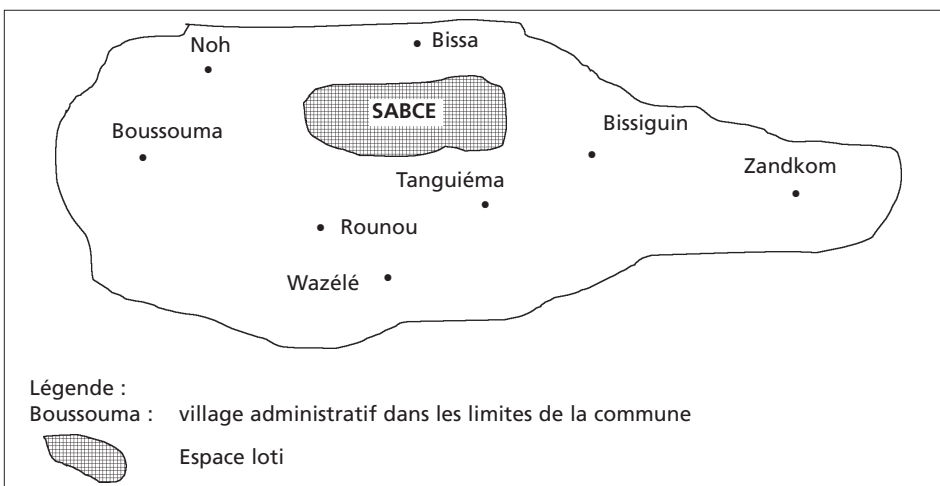 Noh
Bissa
SABCE
Boussouma
Bissiguin
Zandkom
Tanguiéma
Rounou
Wazélé
Légende :
Boussouma : village administratif dans les limites de la commune
Espace loti